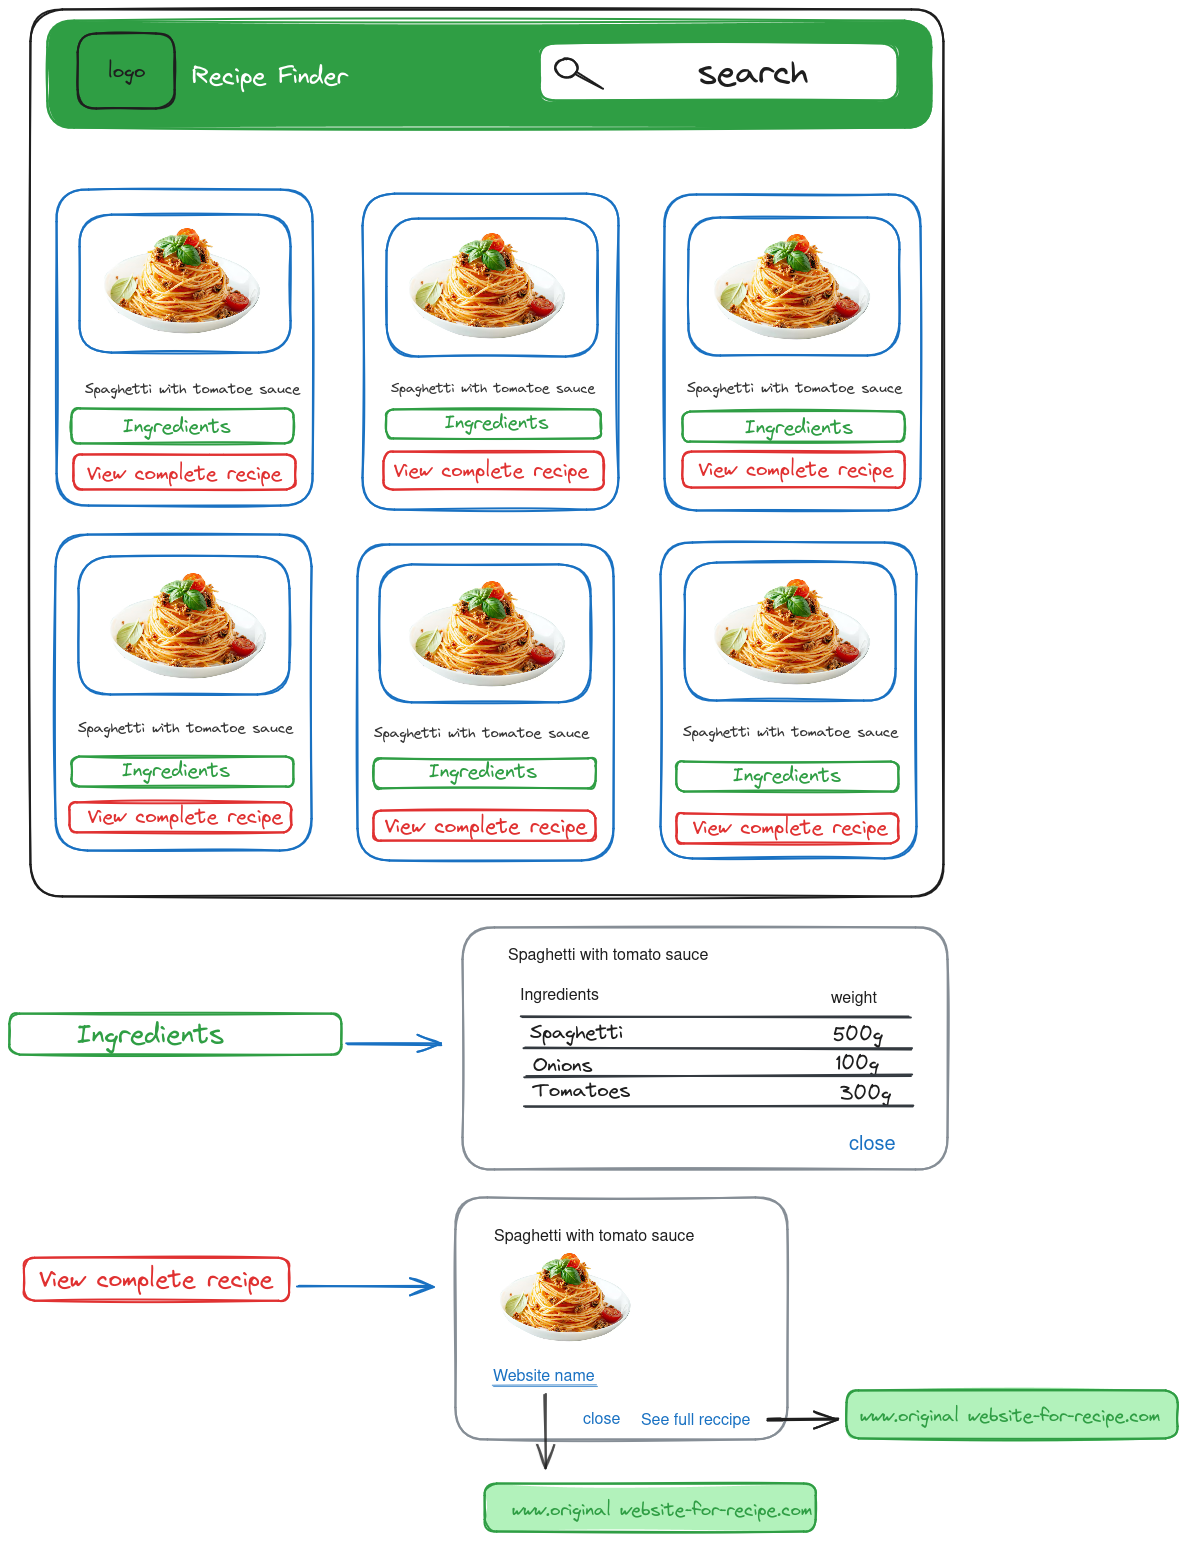 logo
Recipe Finder
search
Spaghetti with tomatoe sauce
Ingredients
View complete recipe
Spaghetti with tomatoe sauce
Ingredients
View complete recipe
Spaghetti with tomatoe sauce
Ingredients
View complete recipe
Spaghetti with tomatoe sauce
Ingredients
View complete recipe
Spaghetti with tomatoe sauce
Ingredients
View complete recipe
Spaghetti with tomatoe sauce
Ingredients
View complete recipe
Ingredients
Spaghetti with tomato sauce
Ingredients weight
Spaghetti 500g
Onions 100g
Tomatoes 300g
close
View complete recipe
Spaghetti with tomato sauce
Website name
close See full reccipe
www.original website-for-recipe.com
www.original website-for-recipe.com